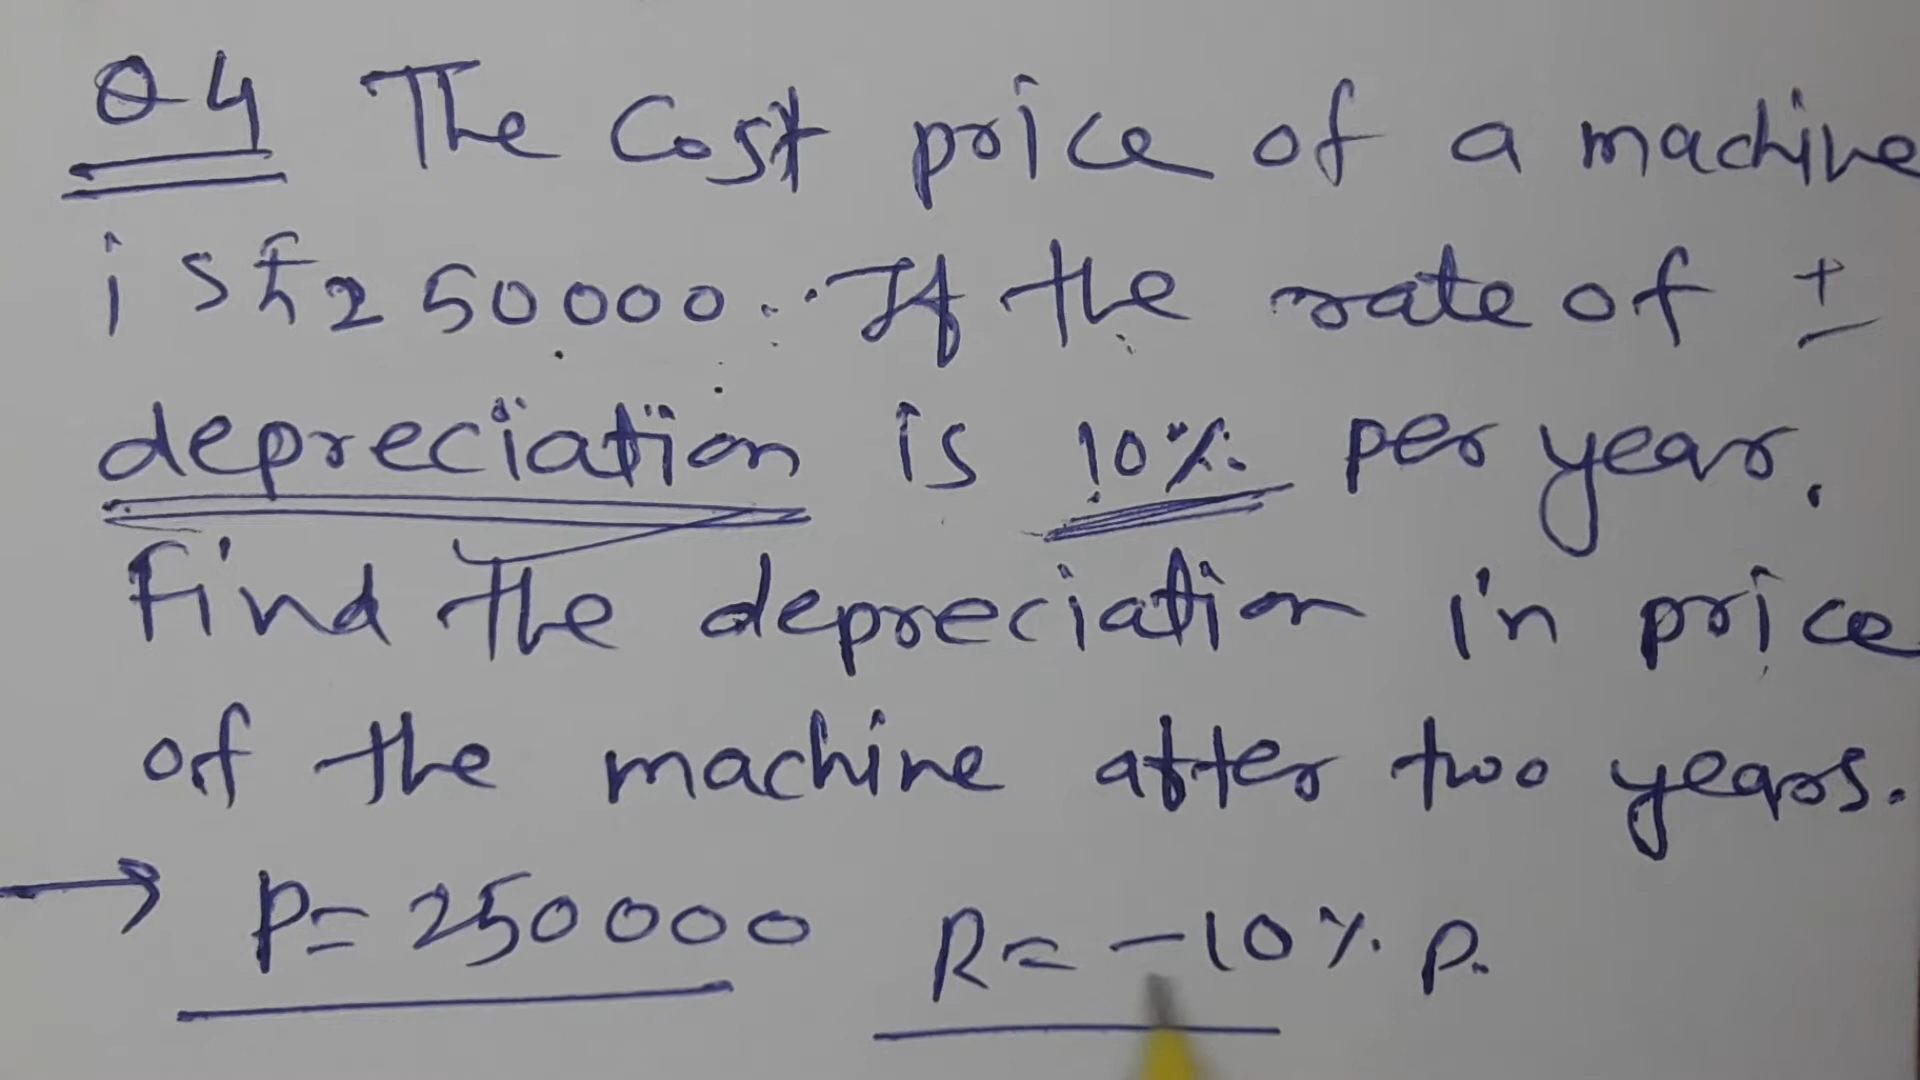 Q4 The Cost price of a machine
is ₹250000. If the rate of ±
depreciation is 10% per year.
Find the depreciation in price
of the machine after two years.
→ P= 250000 R= -10% P.